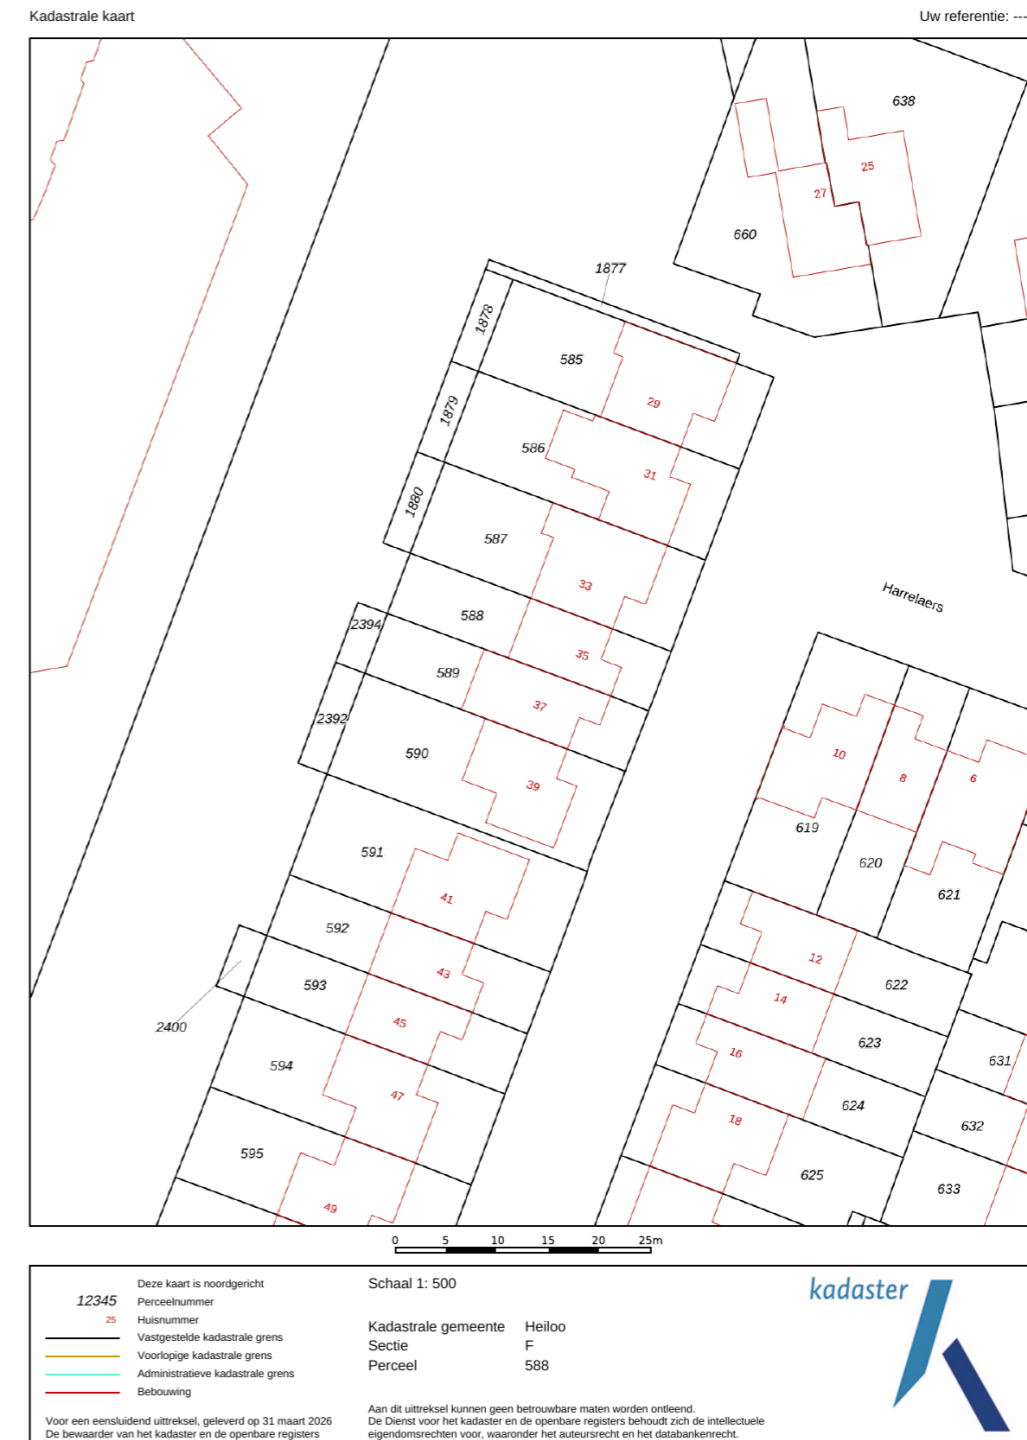 Kadastrale kaart
Uw referentie: ---
638
25
27
660
1877
1878
585
29
1879
586
31
1880
587
33
Harrelaers
588
2394
35
589
37
2392
590
39
10
8
6
619
591
620
621
41
592
12
43
593
622
14
45
2400
623
16
631
594
47
624
18
632
595
625
633
49
0 5 10 15 20 25m
Deze kaart is noordgericht
12345 Perceelnummer
25 Huisnummer
Vastgestelde kadastrale grens
Voorlopige kadastrale grens
Administratieve kadastrale grens
Bebouwing
Voor een eensluidend uittreksel, geleverd op 31 maart 2026
De bewaarder van het kadaster en de openbare registers
Schaal 1: 500
Kadastrale gemeente Heiloo
Sectie F
Perceel 588
Aan dit uittreksel kunnen geen betrouwbare maten worden ontleend.
De Dienst voor het kadaster en de openbare registers behoudt zich de intellectuele
eigendomsrechten voor, waaronder het auteursrecht en het databankenrecht.
kadaster